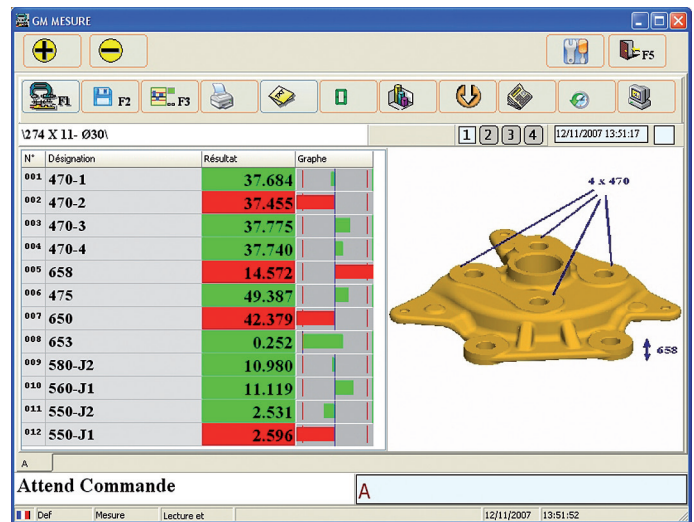 GM MESURE
F5
F1 F2 F3
\274 X 11- Ø30\ 1 2 3 4 12/11/2007 13:51:17
N° Désignation Résultat Graphe
001 470-1 37.684
002 470-2 37.455
003 470-3 37.775
004 470-4 37.740
005 658 14.572
006 475 49.387
007 650 42.379
008 653 0.252
009 580-J2 10.980
010 560-J1 11.119
011 550-J2 2.531
012 550-J1 2.596
4 x 470
658
A
Attend Commande A
Def Mesure Lecture et 12/11/2007 13:51:52